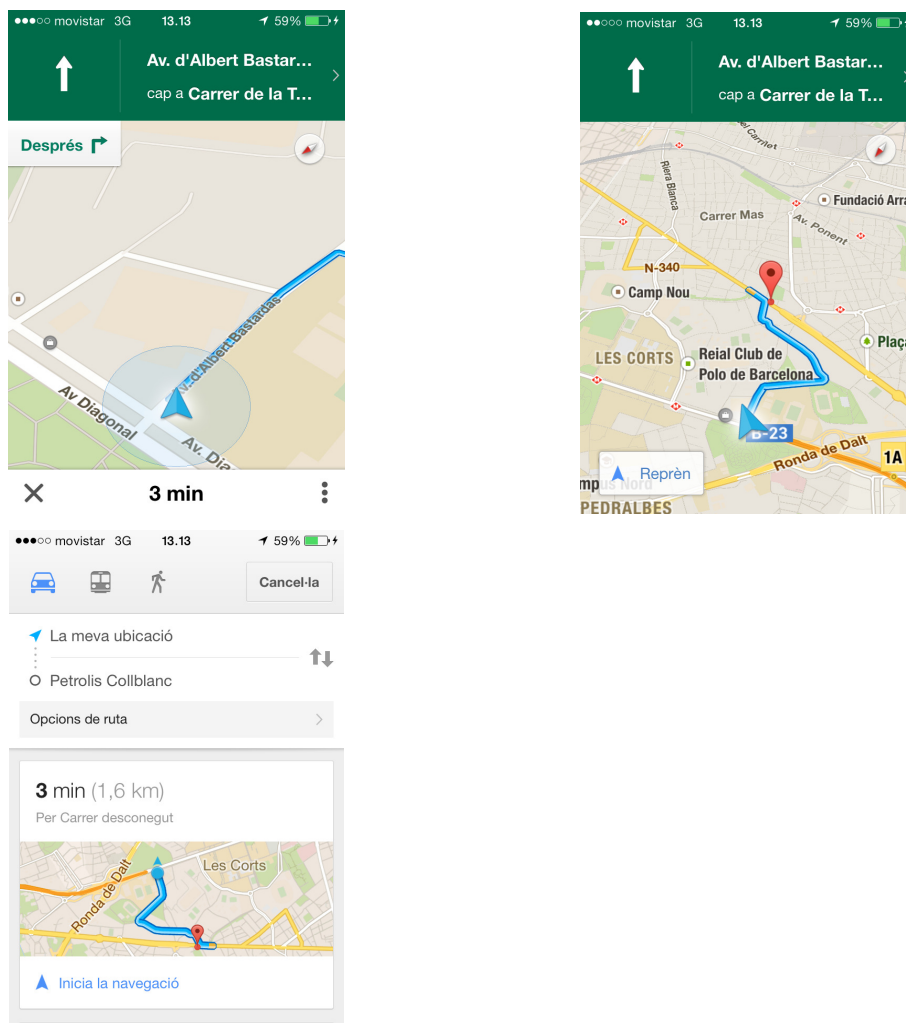 movistar 3G 13.13 59%
Av. d'Albert Bastar...
cap a Carrer de la T...
Després
Av. d'Albert Bastardas
Av Diagonal
Av. Dia
3 min
movistar 3G 13.13 59%
Av. d'Albert Bastar...
cap a Carrer de la T...
Carritet
Riera Blanca
Fundació Arra
Carrer Mas
Av. Ponent
N-340
Camp Nou
Plaça
LES CORTS
Reial Club de
Polo de Barcelona
B-23
Ronda de Dalt
1A
Reprèn
mpus Nord
PEDRALBES
movistar 3G 13.13 59%
Cancel·la
La meva ubicació
Petrolis Collblanc
Opcions de ruta
3 min (1,6 km)
Per Carrer desconegut
Les Corts
Ronda de Dalt
Inicia la navegació